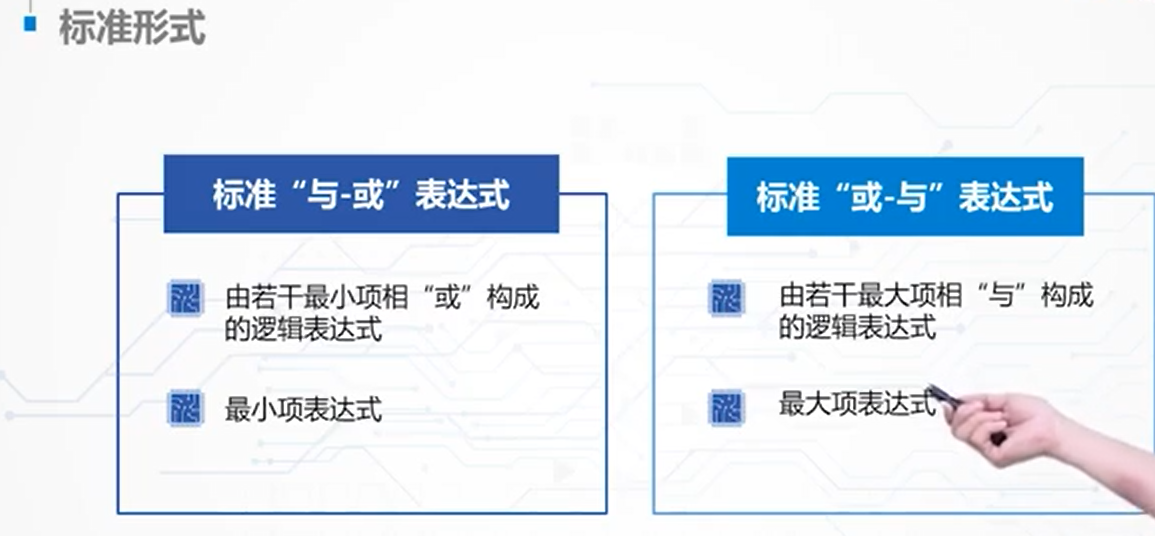 标准形式
标准“与-或”表达式
由若干最小项相“或”构成
的逻辑表达式
最小项表达式
标准“或-与”表达式
由若干最大项相“与”构成
的逻辑表达式
最大项表达式